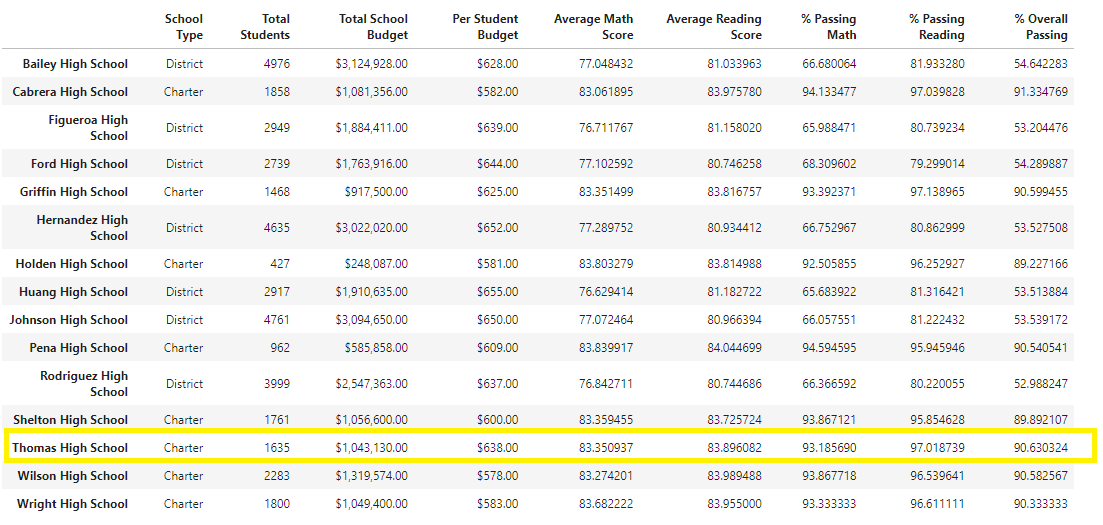 School Type Total Students Total School Budget Per Student Budget Average Math Score Average Reading Score % Passing Math % Passing Reading % Overall Passing
Bailey High School District 4976 $3,124,928.00 $628.00 77.048432 81.033963 66.680064 81.933280 54.642283
Cabrera High School Charter 1858 $1,081,356.00 $582.00 83.061895 83.975780 94.133477 97.039828 91.334769
Figueroa High School District 2949 $1,884,411.00 $639.00 76.711767 81.158020 65.988471 80.739234 53.204476
Ford High School District 2739 $1,763,916.00 $644.00 77.102592 80.746258 68.309602 79.299014 54.289887
Griffin High School Charter 1468 $917,500.00 $625.00 83.351499 83.816757 93.392371 97.138965 90.599455
Hernandez High School District 4635 $3,022,020.00 $652.00 77.289752 80.934412 66.752967 80.862999 53.527508
Holden High School Charter 427 $248,087.00 $581.00 83.803279 83.814988 92.505855 96.252927 89.227166
Huang High School District 2917 $1,910,635.00 $655.00 76.629414 81.182722 65.683922 81.316421 53.513884
Johnson High School District 4761 $3,094,650.00 $650.00 77.072464 80.966394 66.057551 81.222432 53.539172
Pena High School Charter 962 $585,858.00 $609.00 83.839917 84.044699 94.594595 95.945946 90.540541
Rodriguez High School District 3999 $2,547,363.00 $637.00 76.842711 80.744686 66.366592 80.220055 52.988247
Shelton High School Charter 1761 $1,056,600.00 $600.00 83.359455 83.725724 93.867121 95.854628 89.892107
Thomas High School Charter 1635 $1,043,130.00 $638.00 83.350937 83.896082 93.185690 97.018739 90.630324
Wilson High School Charter 2283 $1,319,574.00 $578.00 83.274201 83.989488 93.867718 96.539641 90.582567
Wright High School Charter 1800 $1,049,400.00 $583.00 83.682222 83.955000 93.333333 96.611111 90.333333